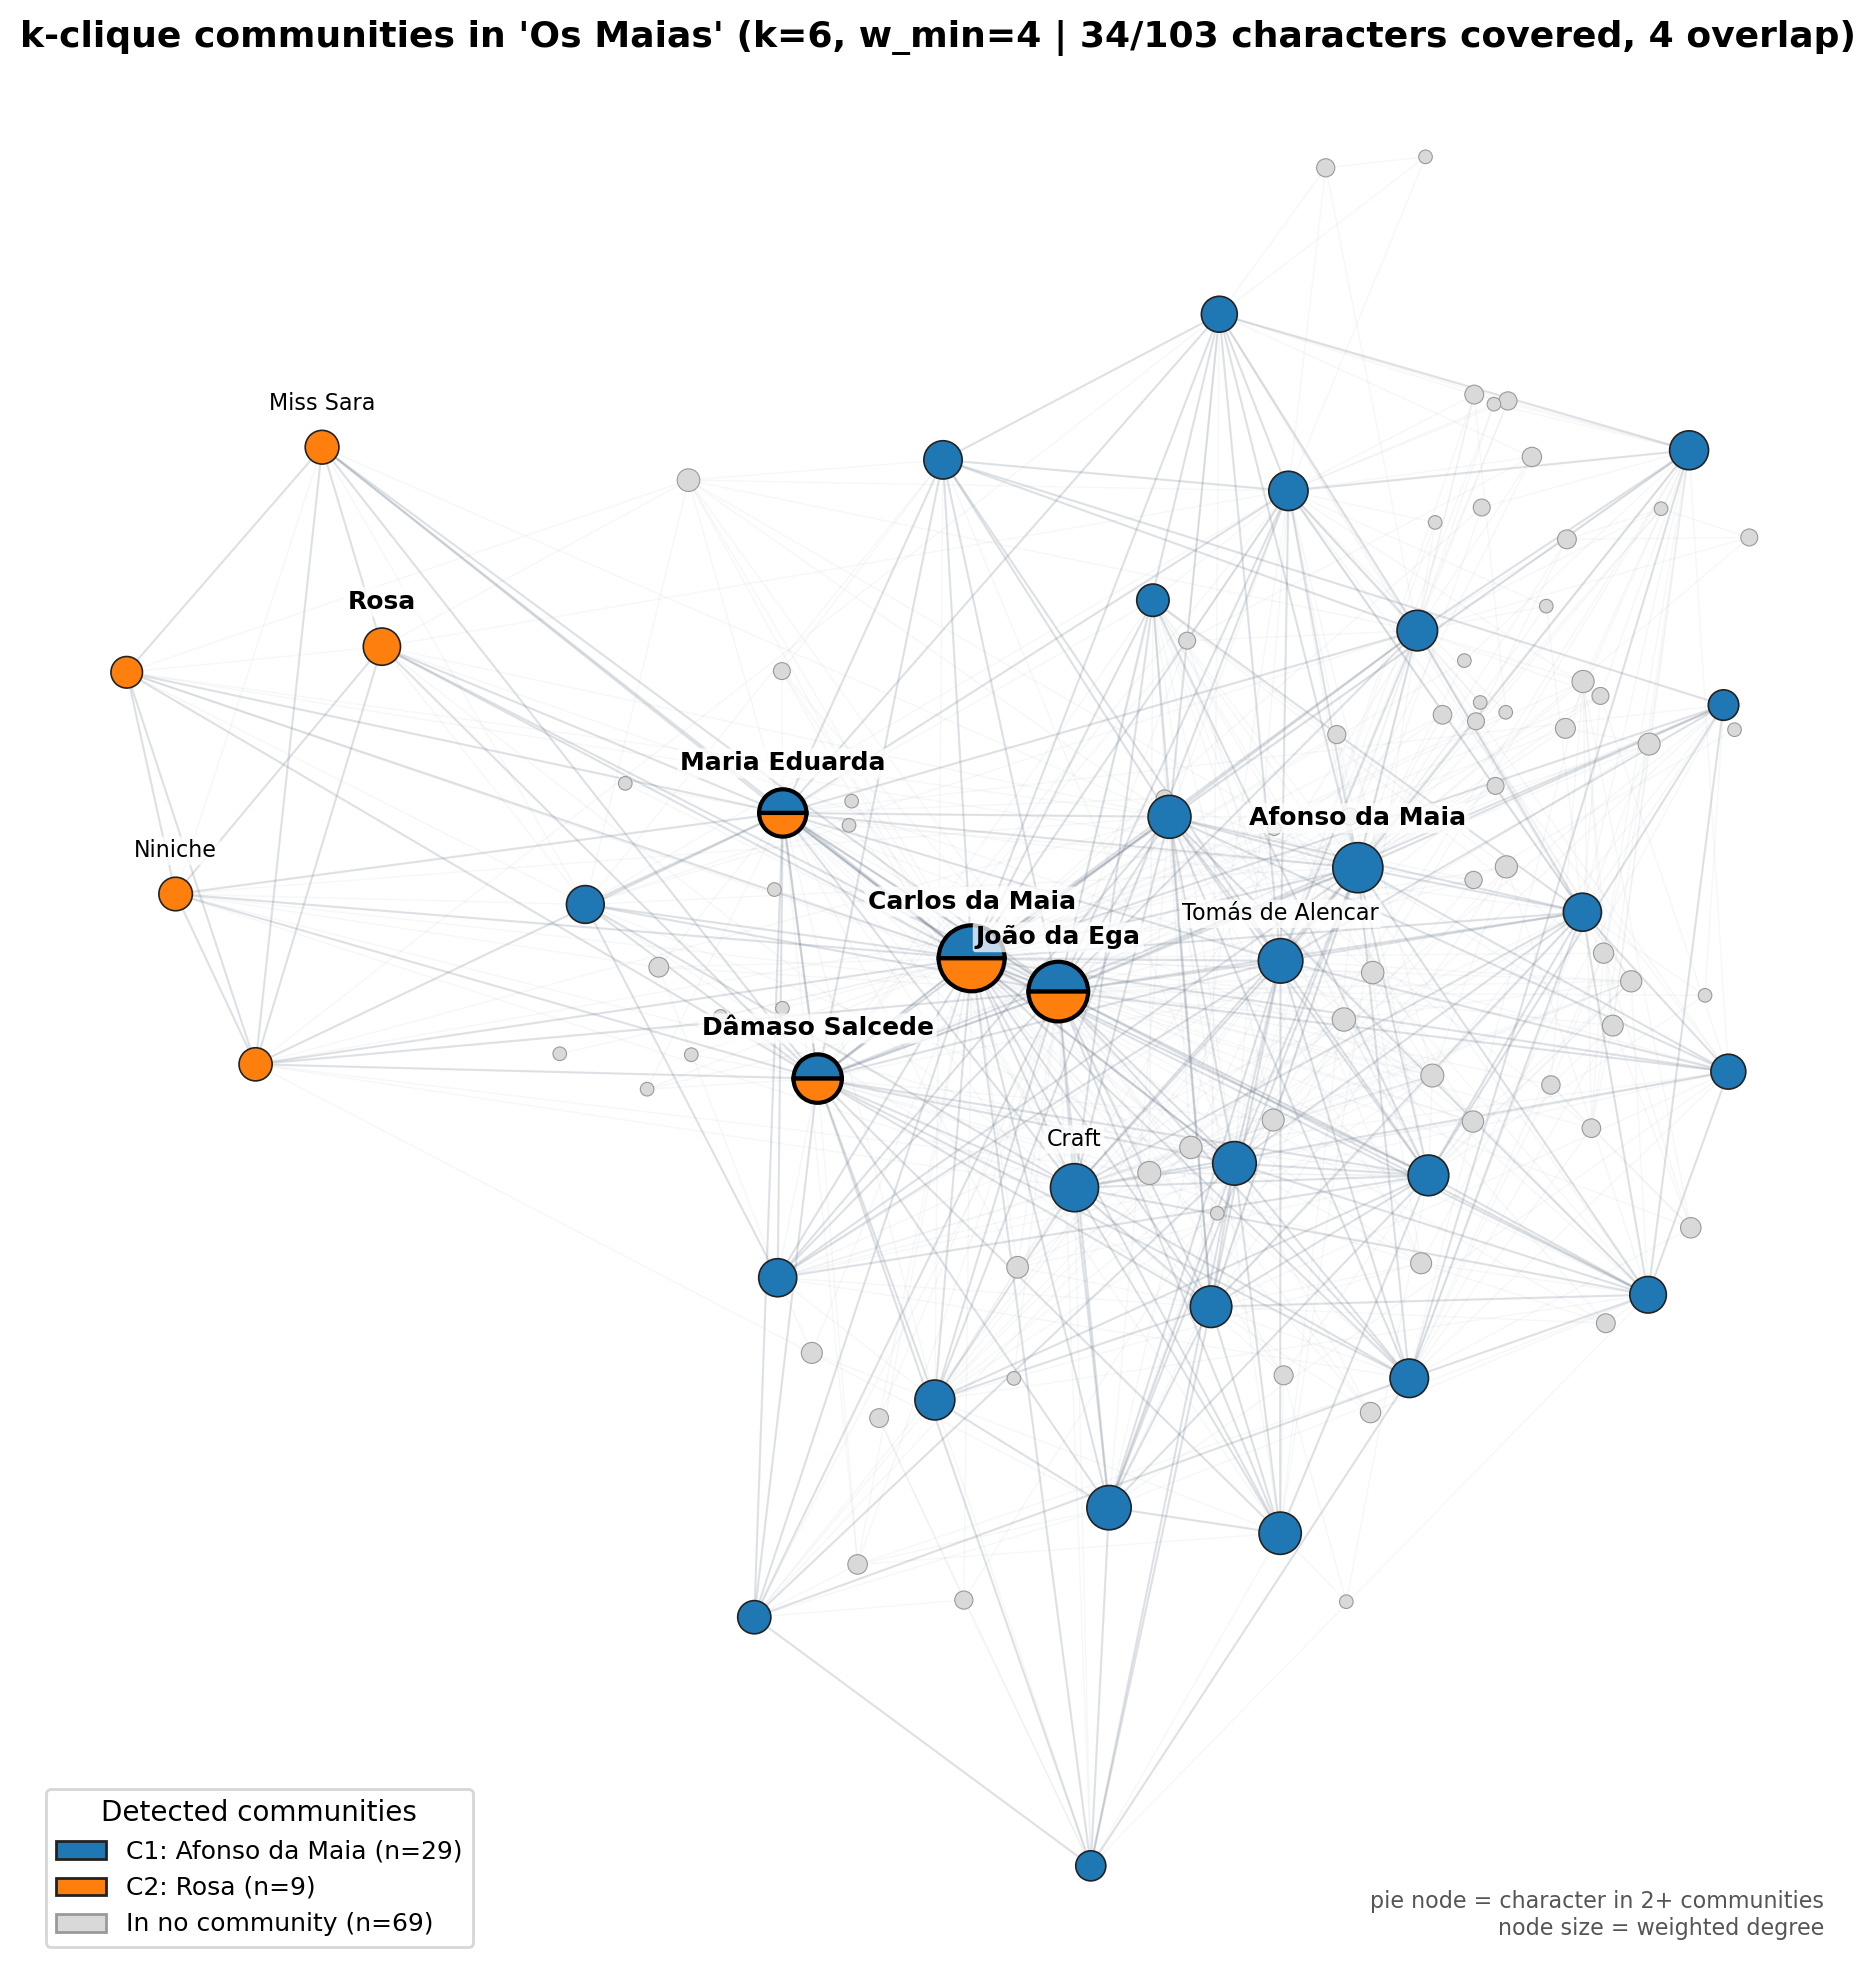 k-clique communities in 'Os Maias' (k=6, w_min=4 | 34/103 characters covered, 4 overlap)
Miss Sara
Rosa
Maria Eduarda
Afonso da Maia
Niniche
Carlos da Maia
Tomás de Alencar
João da Ega
Dâmaso Salcede
Craft
Detected communities
C1: Afonso da Maia (n=29)
C2: Rosa (n=9)
In no community (n=69)
pie node = character in 2+ communities
node size = weighted degree